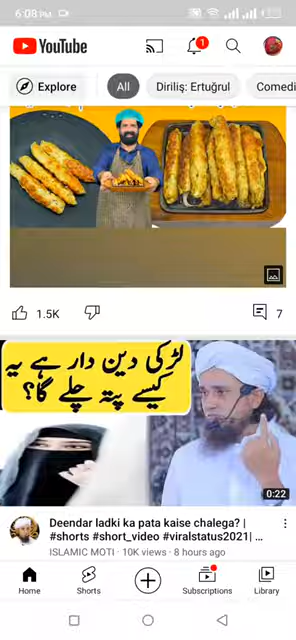 6:08 PM
YouTube
1
Explore
All
Diriliş: Ertuğrul
Comedi
1.5K
7
لڑکی دین دار ہے یہ
کیسے پتہ چلے گا؟
0:22
Deendar ladki ka pata kaise chalega? |
#shorts #short_video #viralstatus2021| ...
ISLAMIC MOTI · 10K views · 8 hours ago
Home
Shorts
Subscriptions
Library